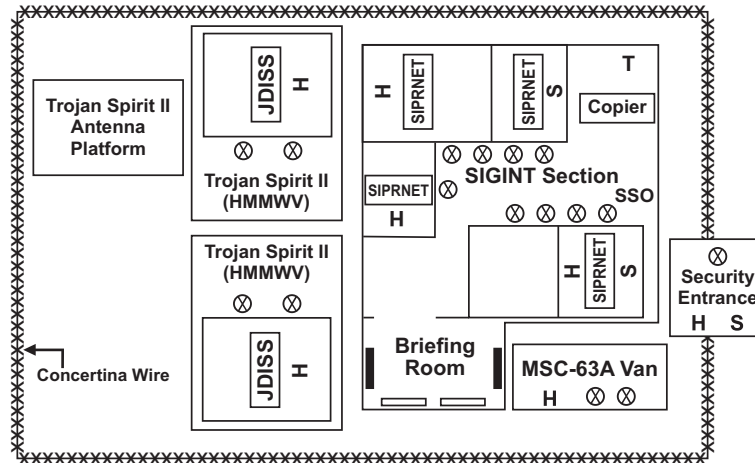 Trojan Spirit II
Antenna
Platform
JDISS
H
Trojan Spirit II
(HMMWV)
Trojan Spirit II
(HMMWV)
JDISS
H
Concertina Wire
H
SIPRNET
SIPRNET
S
T
Copier
SIGINT Section
SIPRNET
H
SSO
H
SIPRNET
S
Briefing
Room
MSC-63A Van
H
Security
Entrance
H S